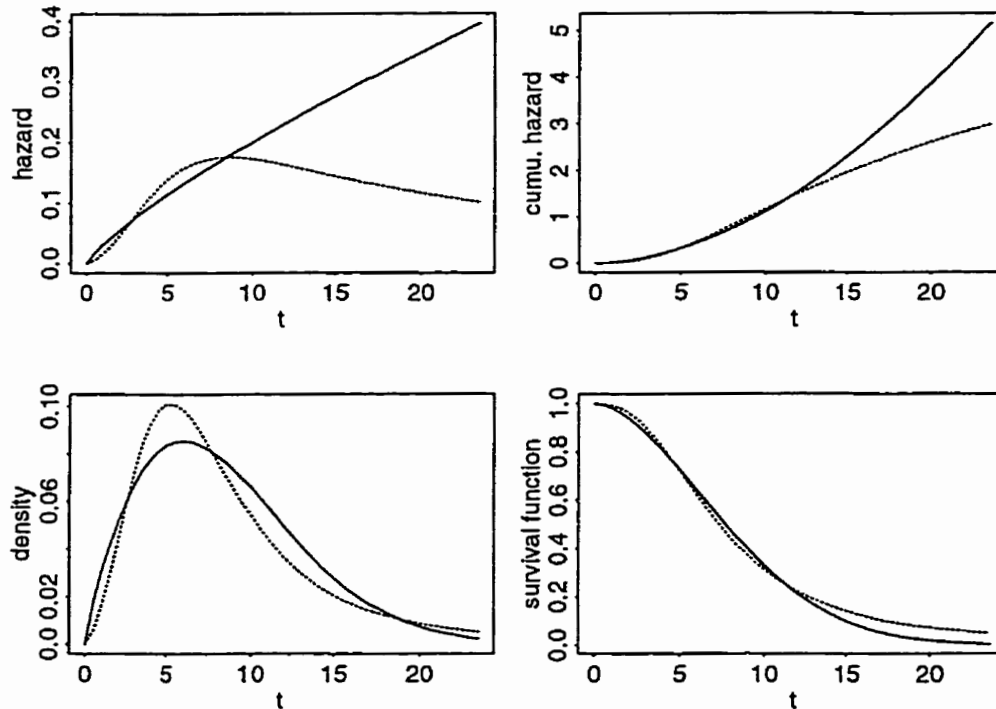 hazard
0.0 0.1 0.2 0.3 0.4
0 5 10 15 20
t
cumu. hazard
0 1 2 3 4 5
0 5 10 15 20
t
density
0.0 0.02 0.06 0.10
0 5 10 15 20
t
survival function
0.0 0.2 0.4 0.6 0.8 1.0
0 5 10 15 20
t